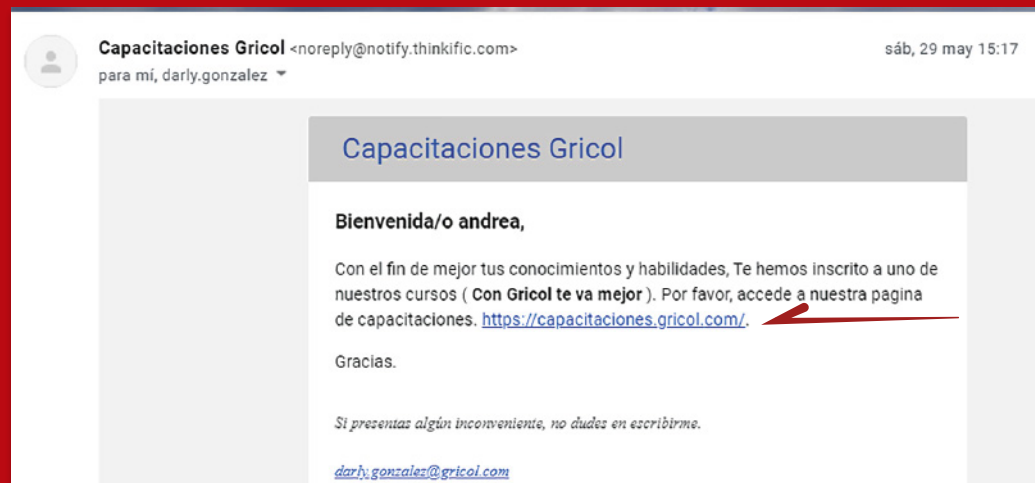 Capacitaciones Gricol <noreply@notify.thinkific.com>
sáb, 29 may 15:17
para mí, darly.gonzalez
Capacitaciones Gricol
Bienvenida/o andrea,
Con el fin de mejor tus conocimientos y habilidades, Te hemos inscrito a uno de
nuestros cursos ( Con Gricol te va mejor ). Por favor, accede a nuestra pagina
de capacitaciones. https://capacitaciones.gricol.com/.
Gracias.
Si presentas algún inconveniente, no dudes en escribirme.
darly.gonzalez@gricol.com